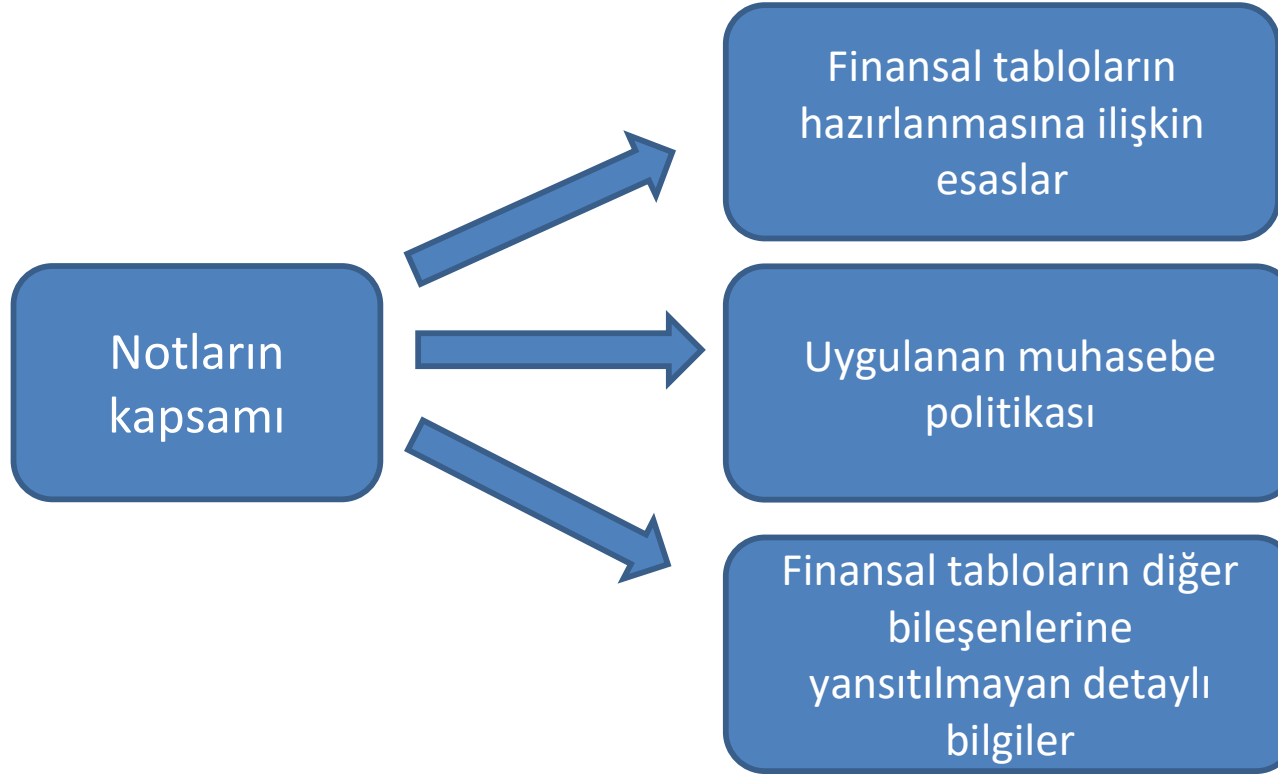 Notların
kapsamı
Finansal tabloların
hazırlanmasına ilişkin
esaslar
Uygulanan muhasebe
politikası
Finansal tabloların diğer
bileşenlerine
yansıtılmayan detaylı
bilgiler